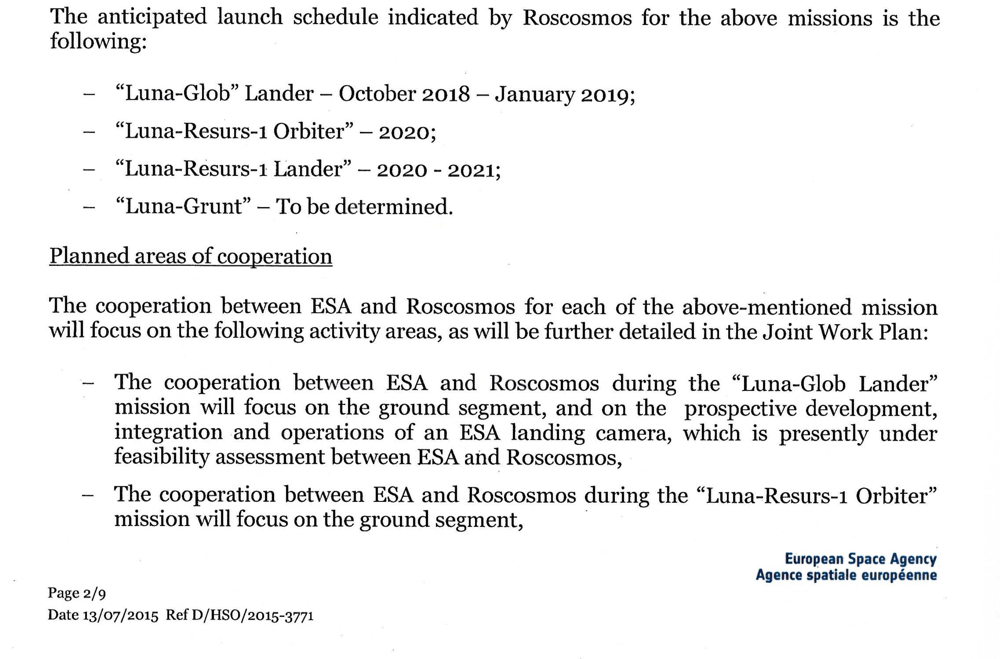 The anticipated launch schedule indicated by Roscosmos for the above missions is the
following:
– “Luna-Glob” Lander – October 2018 – January 2019;
– “Luna-Resurs-1 Orbiter” – 2020;
– “Luna-Resurs-1 Lander” – 2020 - 2021;
– “Luna-Grunt” – To be determined.
Planned areas of cooperation
The cooperation between ESA and Roscosmos for each of the above-mentioned mission
will focus on the following activity areas, as will be further detailed in the Joint Work Plan:
– The cooperation between ESA and Roscosmos during the “Luna-Glob Lander”
mission will focus on the ground segment, and on the prospective development,
integration and operations of an ESA landing camera, which is presently under
feasibility assessment between ESA and Roscosmos,
– The cooperation between ESA and Roscosmos during the “Luna-Resurs-1 Orbiter”
mission will focus on the ground segment,
European Space Agency
Agence spatiale européenne
Page 2/9
Date 13/07/2015 Ref D/HSO/2015-3771